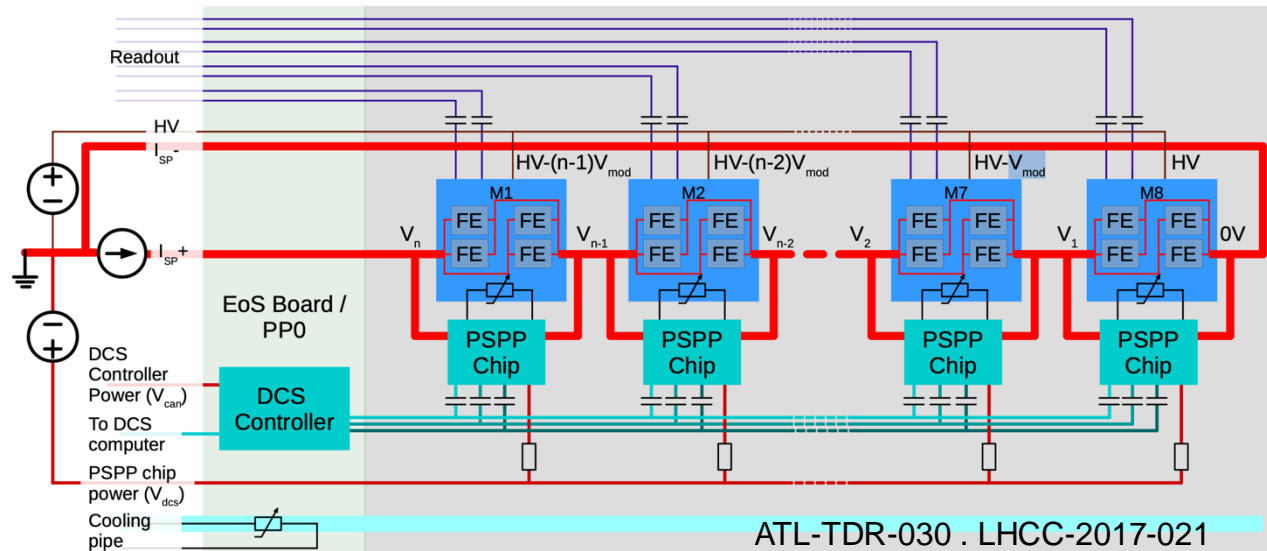 Readout
HV
I_SP-
HV-(n-1)V_mod
HV-(n-2)V_mod
HV-V_mod
HV
M1
M2
M7
M8
FE FE
FE FE
FE FE
FE FE
FE FE
FE FE
FE FE
FE FE
V_n
V_n-1
V_n-2
V_2
V_1
0V
I_SP+
EoS Board /
PP0
PSPP
Chip
PSPP
Chip
PSPP
Chip
PSPP
Chip
DCS
Controller
Power (V_can)
DCS
Controller
To DCS
computer
PSPP chip
power (V_dcs)
Cooling
pipe
ATL-TDR-030 . LHCC-2017-021